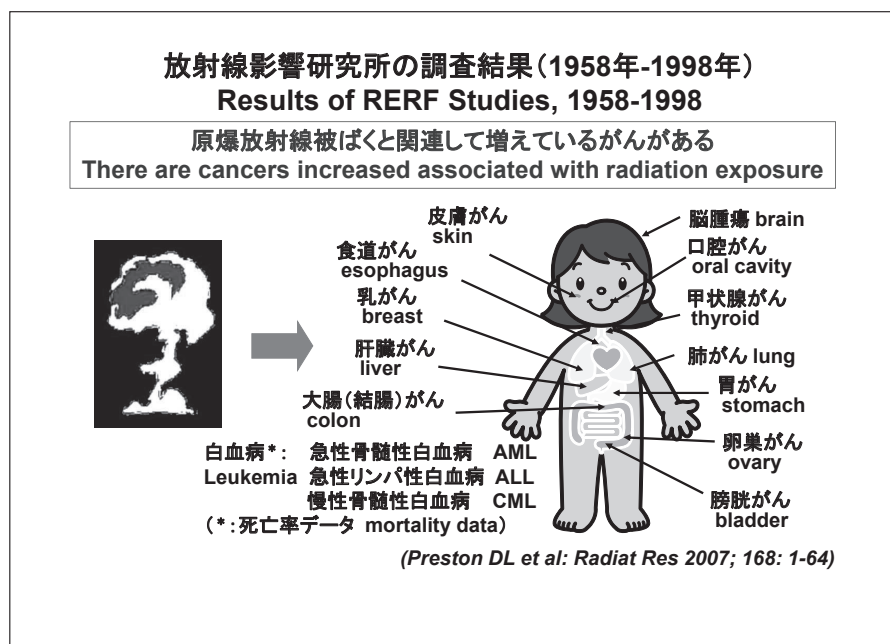 放射線影響研究所の調査結果（1958年-1998年）
Results of RERF Studies, 1958-1998
原爆放射線被ばくと関連して増えているがんがある
There are cancers increased associated with radiation exposure
皮膚がん
skin
食道がん
esophagus
乳がん
breast
肝臓がん
liver
大腸（結腸）がん
colon
脳腫瘍 brain
口腔がん
oral cavity
甲状腺がん
thyroid
肺がん lung
胃がん
stomach
卵巣がん
ovary
膀胱がん
bladder
白血病*： 急性骨髄性白血病 AML
Leukemia 急性リンパ性白血病 ALL
慢性骨髄性白血病 CML
（*：死亡率データ mortality data）
(Preston DL et al: Radiat Res 2007; 168: 1-64)